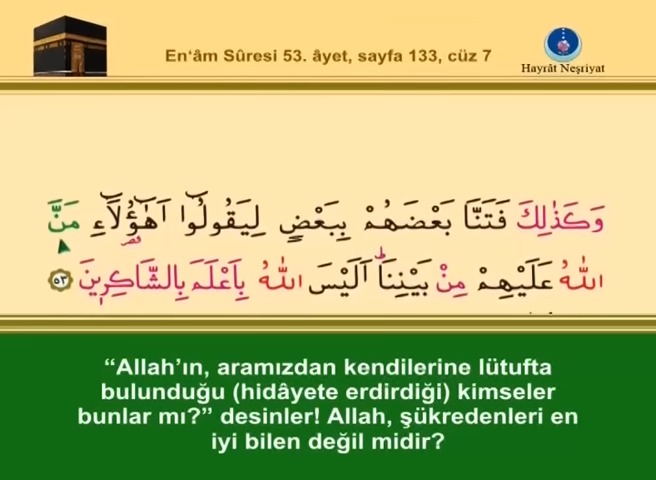 En‘âm Sûresi 53. âyet, sayfa 133, cüz 7
Hayrât Neşriyat
وَكَذٰلِكَ فَتَنَّا بَعْضَهُمْ بِبَعْضٍ لِيَقُولُٓوا اَهٰٓؤُ۬لَٓاءِ مَنَّ
اللّٰهُ عَلَيْهِمْ مِنْ بَيْنِنَاۜ اَلَيْسَ اللّٰهُ بِاَعْلَمَ بِالشَّاكِر۪ينَ ﴿٥٣﴾
“Allah’ın, aramızdan kendilerine lütufta
bulunduğu (hidâyete erdirdiği) kimseler
bunlar mı?” desinler! Allah, şükredenleri en
iyi bilen değil midir?